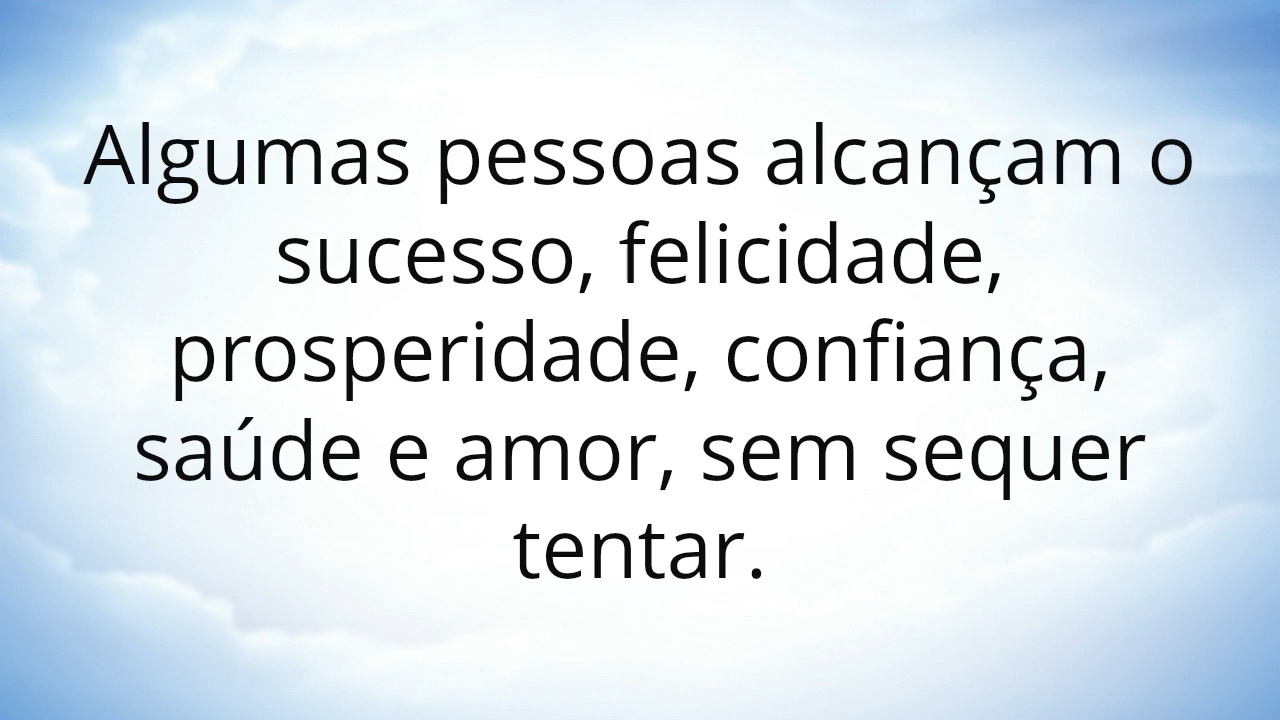 Algumas pessoas alcançam o
sucesso, felicidade,
prosperidade, confiança,
saúde e amor, sem sequer
tentar.